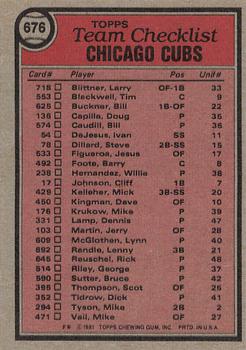 676
TOPPS
Team Checklist
CHICAGO CUBS
Card# Player Pos Unif#
718 Biittner, Larry OF-1B 33
553 Blackwell, Tim C 9
625 Buckner, Bill 1B-OF 22
136 Capilla, Doug P 35
574 Caudill, Bill P 36
54 DeJesus, Ivan SS 11
78 Dillard, Steve 2B-SS 15
533 Figueroa, Jesus OF 17
492 Foote, Barry C 8
238 Hernandez, Willie P 38
17 Johnson, Cliff 1B
429 Kelleher, Mick 3B-SS 20
450 Kingman, Dave OF 10
176 Krukow, Mike P 39
331 Lamp, Dennis P 47
103 Martin, Jerry OF 28
609 McGlothen, Lynn P 40
692 Randle, Lenny 3B 21
645 Reuschel, Rick P 48
514 Riley, George P
590 Sutter, Bruce P 42
395 Thompson, Scot OF 25
352 Tidrow, Dick P 41
294 Tyson, Mike 2B 2
471 Vail, Mike OF 27
© 1981 TOPPS CHEWING GUM, INC. PRTD. IN U.S.A.